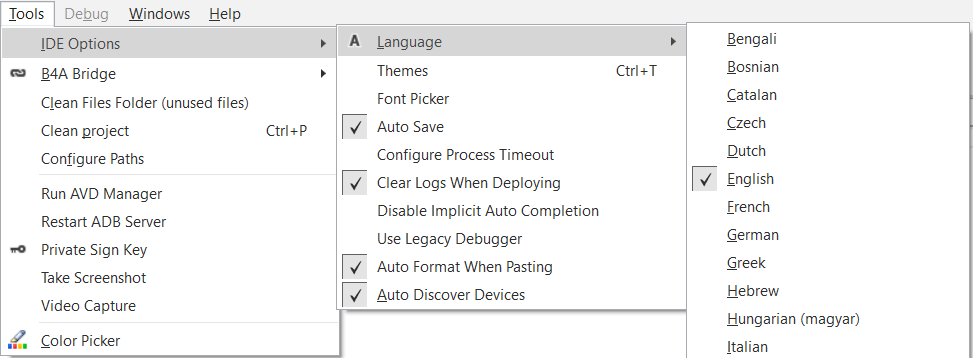 Tools Debug Windows Help
IDE Options
B4A Bridge
Clean Files Folder (unused files)
Clean project Ctrl+P
Configure Paths
Run AVD Manager
Restart ADB Server
Private Sign Key
Take Screenshot
Video Capture
Color Picker
A Language
Themes Ctrl+T
Font Picker
Auto Save
Configure Process Timeout
Clear Logs When Deploying
Disable Implicit Auto Completion
Use Legacy Debugger
Auto Format When Pasting
Auto Discover Devices
Bengali
Bosnian
Catalan
Czech
Dutch
English
French
German
Greek
Hebrew
Hungarian (magyar)
Italian